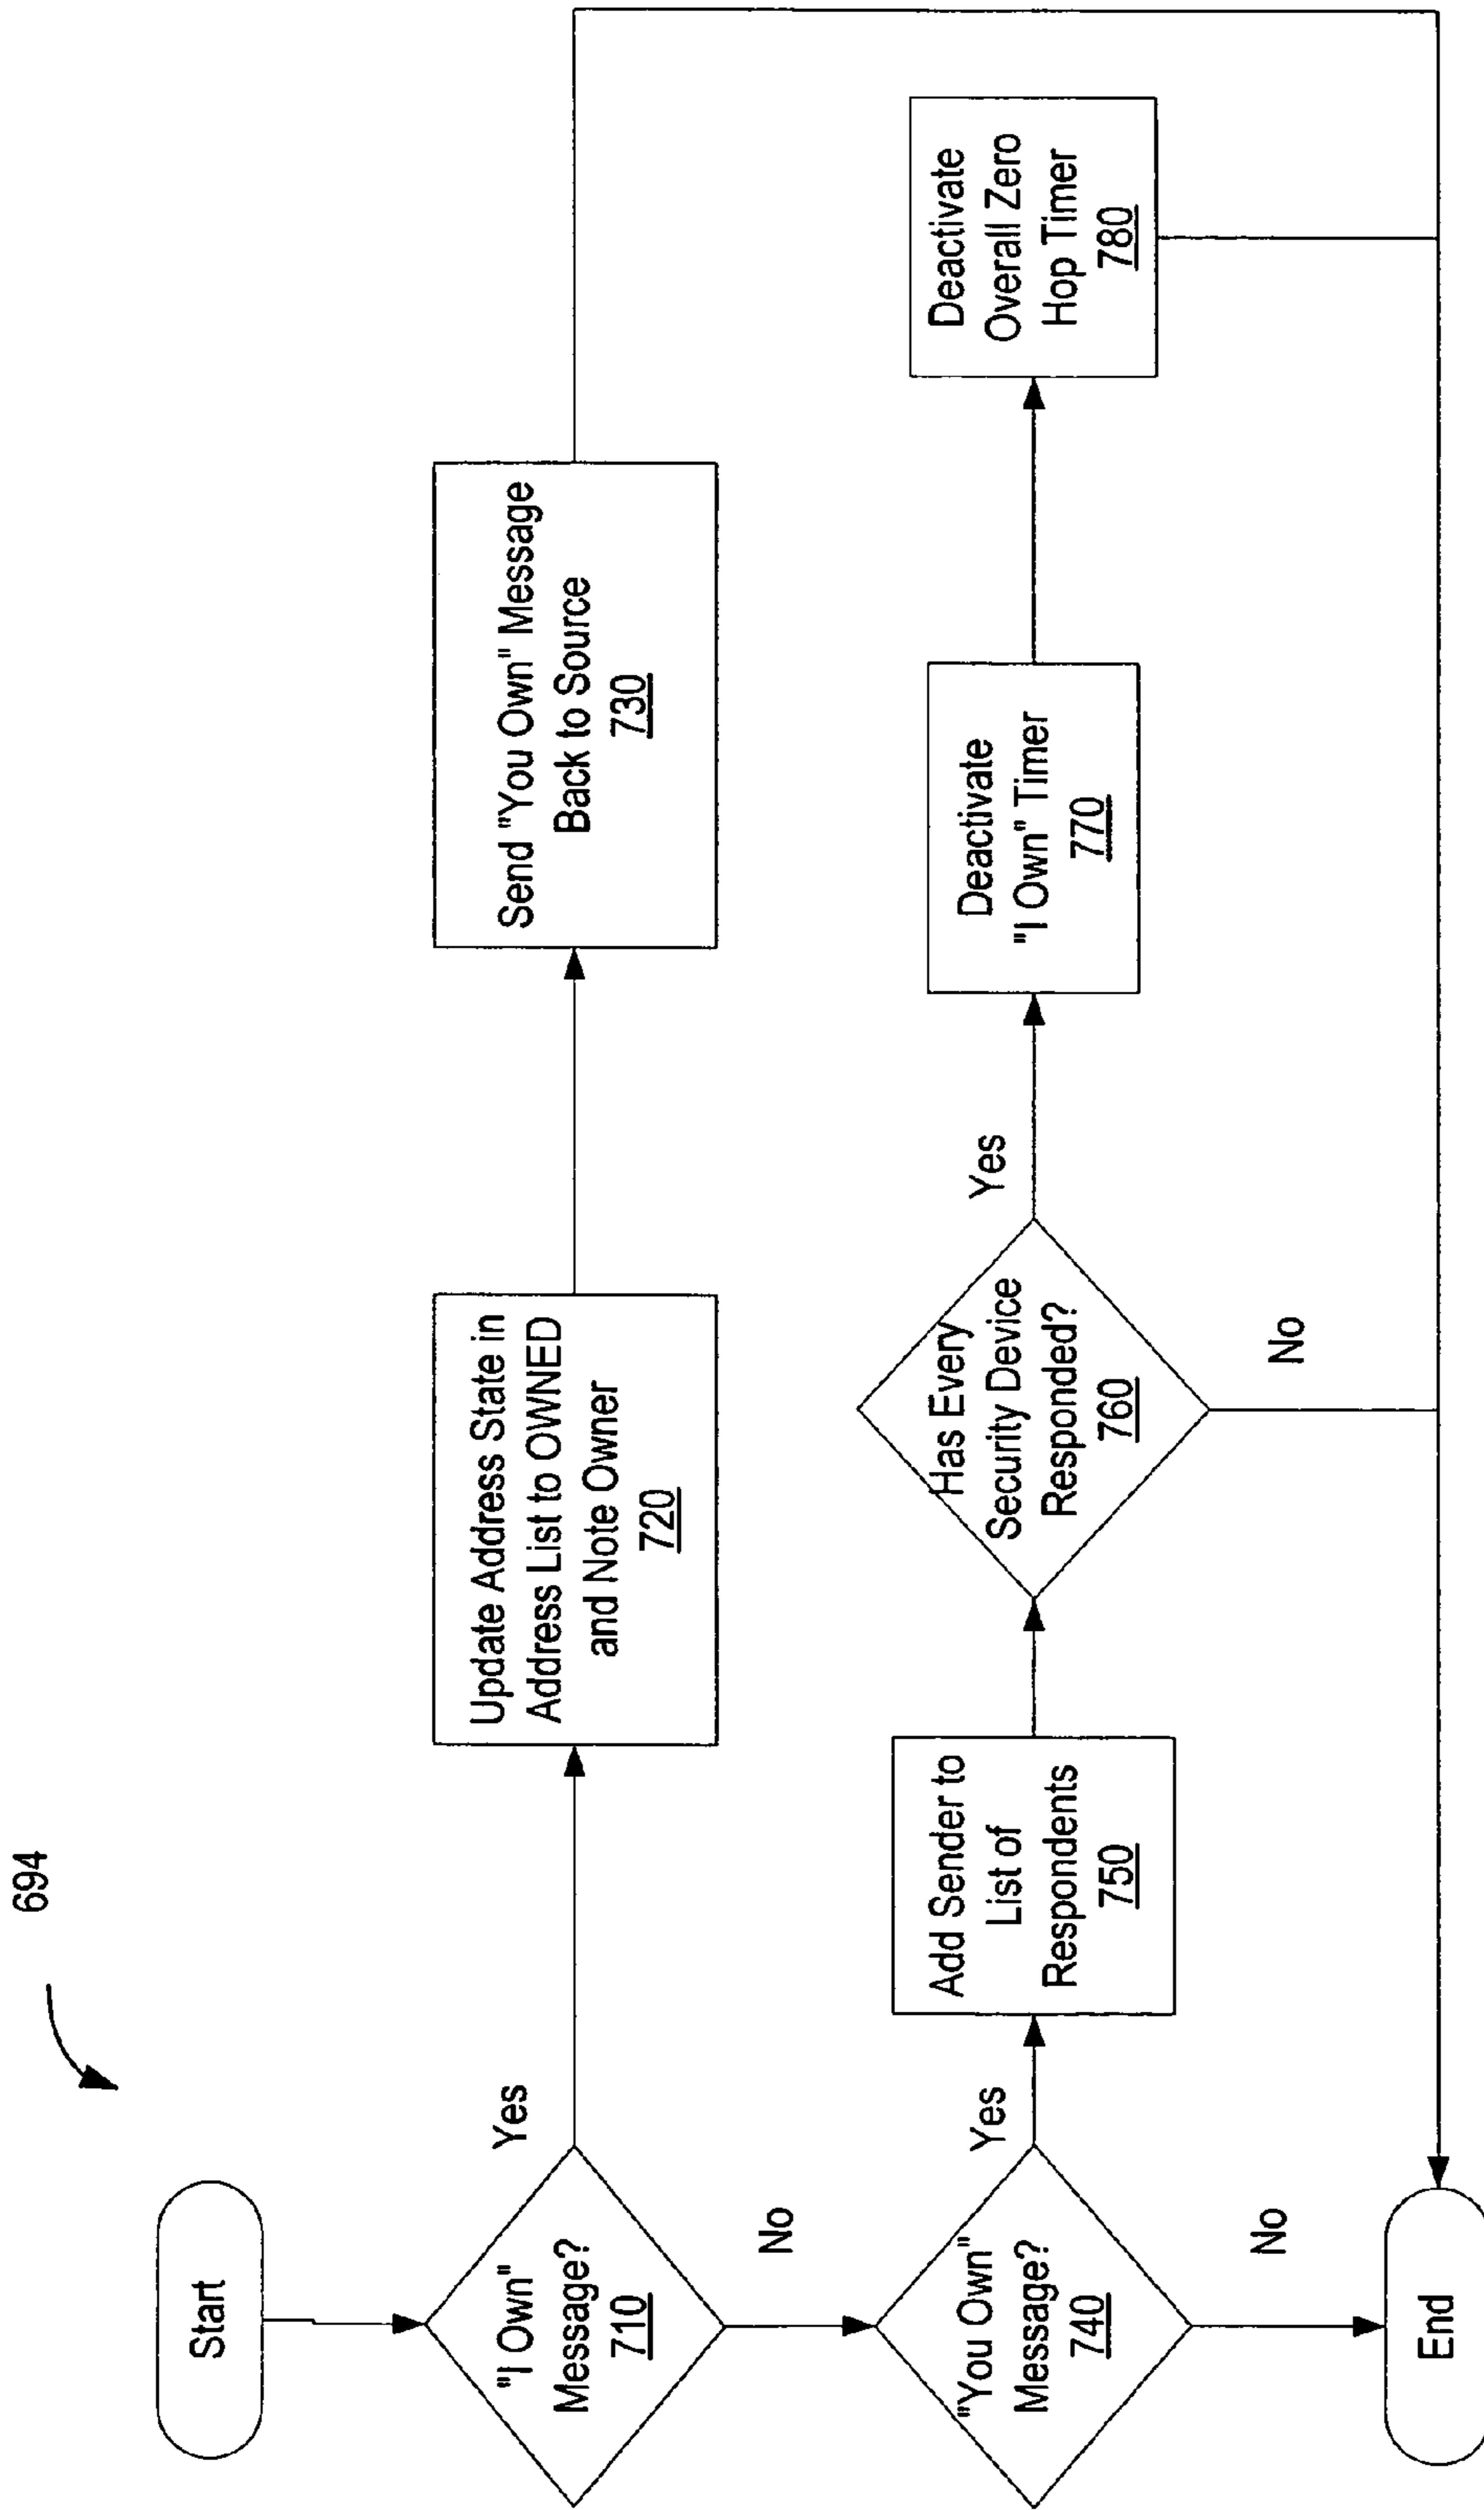 694
Start
"I Own"
Message?
710
Yes
No
Update Address State in
Address List to OWNED
and Note Owner
720
Send "You Own" Message
Back to Source
730
"You Own"
Message?
740
Yes
No
Add Sender to
List of
Respondents
750
Has Every
Security Device
Responded?
760
Yes
No
Deactivate
"I Own" Timer
770
Deactivate
Overall Zero
Hop Timer
780
End